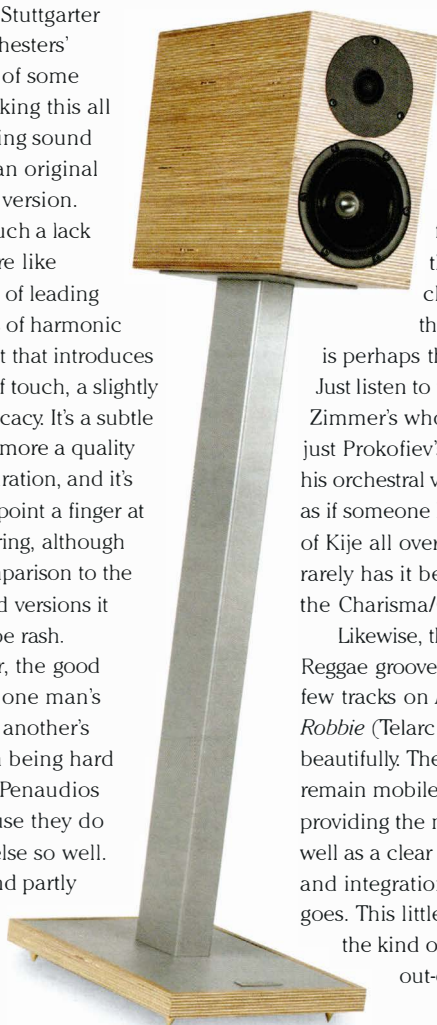 Stuttgarter
hesters'
of some
king this all
ing sound
an original
version.
uch a lack
re like
of leading
s of harmonic
t that introduces
f touch, a slightly
cacy. It's a subtle
more a quality
ration, and it's
point a finger at
ring, although
parison to the
d versions it
be rash.
r, the good
one man's
another's
n being hard
Penaudios
use they do
else so well.
nd partly
th
cl
th
is perhaps th
Just listen to
Zimmer's who
just Prokofiev'
his orchestral v
as if someone
of Kije all over
rarely has it be
the Charisma/
Likewise, th
Reggae groove
few tracks on
Robbie (Telarc
beautifully. The
remain mobile
providing the r
well as a clear
and integration
goes. This little
the kind o
out-